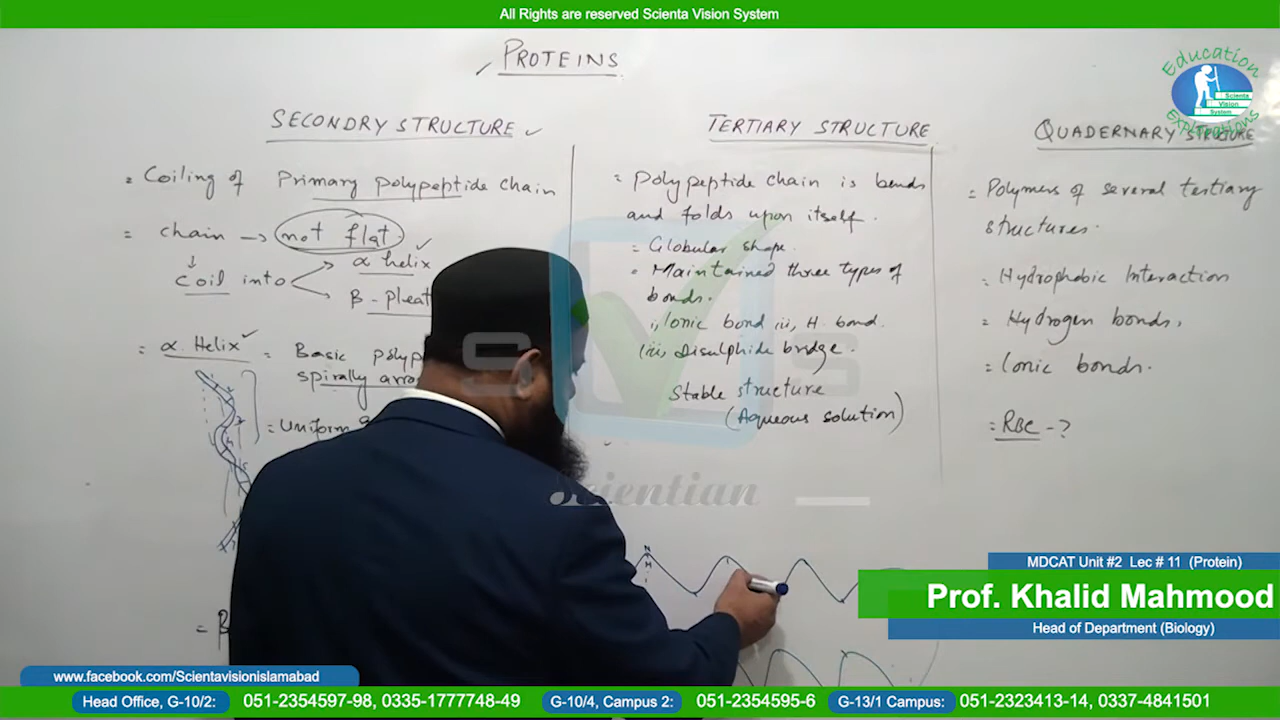 All Rights are reserved Scienta Vision System
PROTEINS
Education
Scienta
Vision
System
Explorations
SECONDRY STRUCTURE
= Coiling of Primary polypeptide chain
= chain → not flat
coil into
α helix
β - pleat
= α. Helix = Basic polyp
spirally arra
= Uniform
= β
TERTIARY STRUCTURE
= Polypeptide chain is bends
and folds upon itself.
= Globular shape.
= Maintained three types of
bonds.
i, Ionic bond ii, H. bond.
(iii, Disulphide bridge.
Stable structure
(Aqueous solution)
QUADERNARY STRUCTURE
= Polymers of several tertiary
structures.
= Hydrophobic Interaction
= Hydrogen bonds,
= Ionic bonds.
= RBC - ?
N
H
S S
Scientian
MDCAT Unit #2 Lec # 11 (Protein)
Prof. Khalid Mahmood
Head of Department (Biology)
www.facebook.com/Scientavisionislamabad
Head Office, G-10/2: 051-2354597-98, 0335-1777748-49 G-10/4, Campus 2: 051-2354595-6 G-13/1 Campus: 051-2323413-14, 0337-4841501